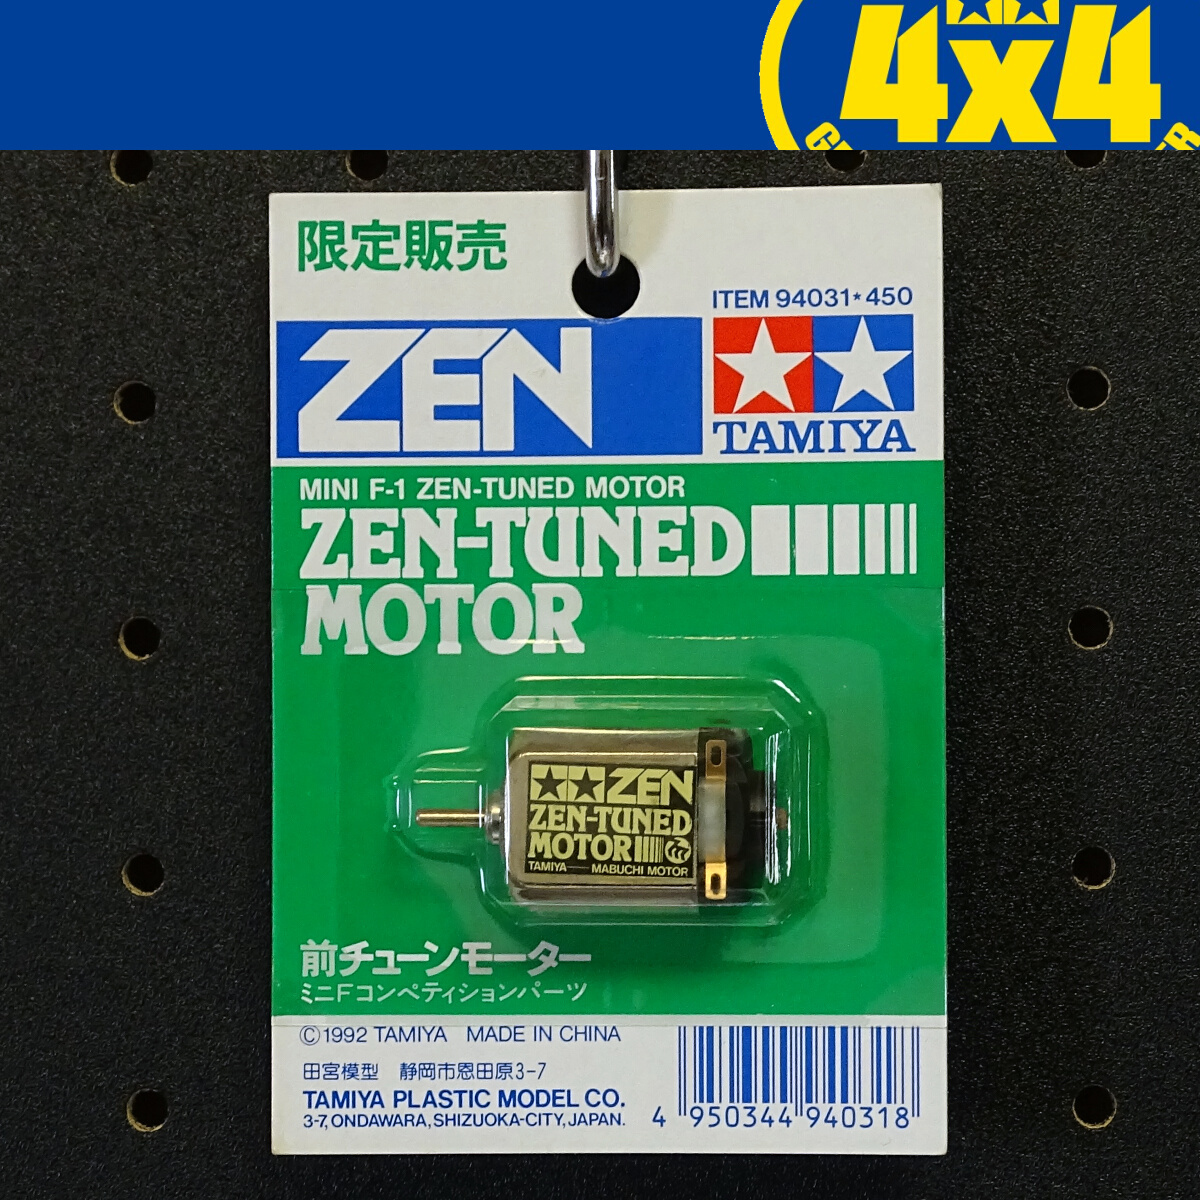 4x4
限定販売
ITEM 94031★450
ZEN
TAMIYA
MINI F-1 ZEN-TUNED MOTOR
ZEN-TUNED
MOTOR
ZEN
ZEN-TUNED
MOTOR
TAMIYA MABUCHI MOTOR
前チューンモーター
ミニFコンペティションパーツ
©1992 TAMIYA MADE IN CHINA
田宮模型 静岡市恩田原3-7
TAMIYA PLASTIC MODEL CO.
3-7, ONDAWARA, SHIZUOKA-CITY, JAPAN.
4 950344 940318